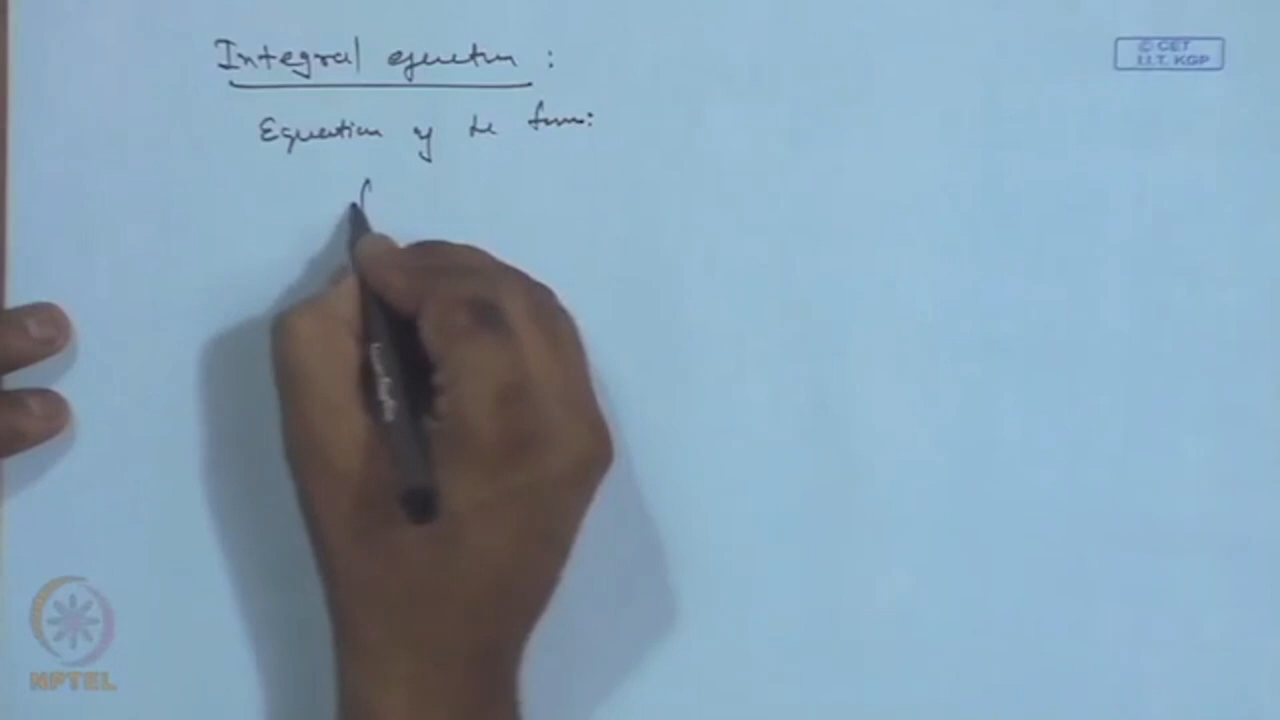 Integral equation :
Equation of the form:
© CET
I.I.T. KGP
NPTEL